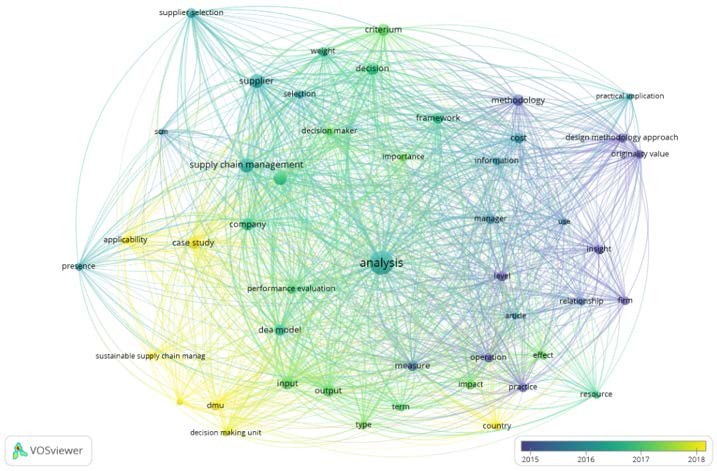 supplier selection
criterium
weight
decision
supplier
selection
methodology
practical application
framework
scm
decision maker
cost
design methodology approach
importance
information
originality value
supply chain management
manager
use
company
applicability
case study
insight
analysis
presence
level
performance evaluation
relationship
firm
article
dea model
sustainable supply chain manag
operation
effect
measure
input
output
impact
practice
resource
dmu
term
type
country
decision making unit
VOSviewer
2015
2016
2017
2018